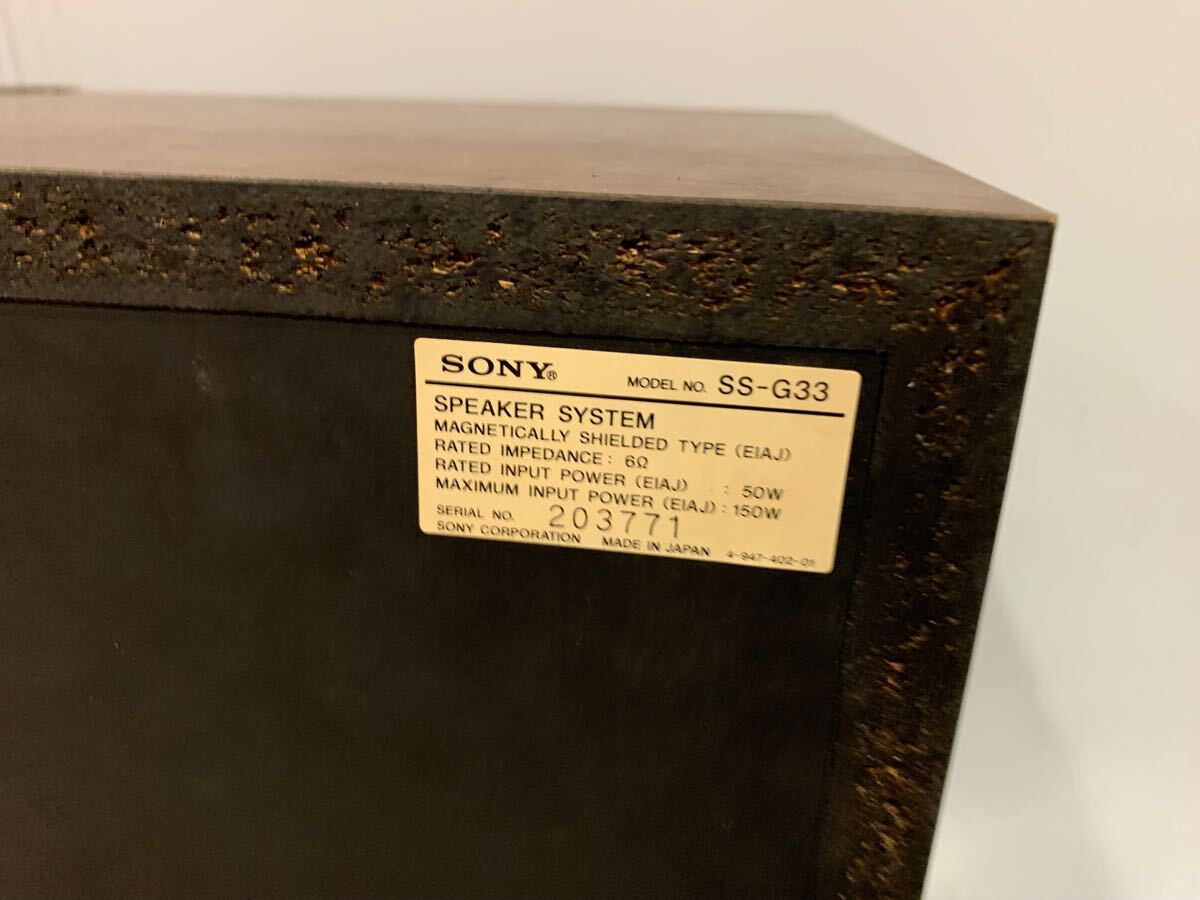 SONY® MODEL NO. SS-G33
SPEAKER SYSTEM
MAGNETICALLY SHIELDED TYPE (EIAJ)
RATED IMPEDANCE: 6Ω
RATED INPUT POWER (EIAJ) : 50W
MAXIMUM INPUT POWER (EIAJ) : 150W
SERIAL NO. 203771
SONY CORPORATION MADE IN JAPAN 4-947-402-01